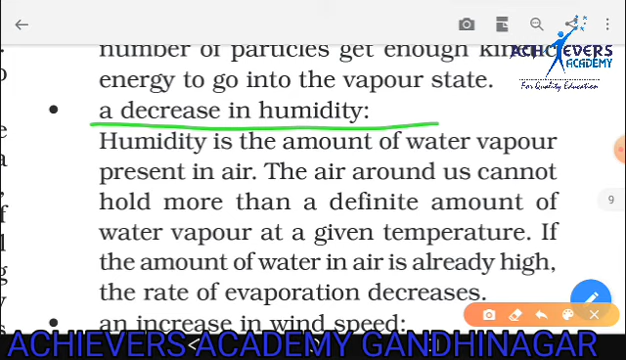 number of particles get enough kinetic
energy to go into the vapour state.
• a decrease in humidity:
Humidity is the amount of water vapour
present in air. The air around us cannot
hold more than a definite amount of
water vapour at a given temperature. If
the amount of water in air is already high,
the rate of evaporation decreases.
• an increase in wind speed:
ACHIEVERS
ACADEMY
For Quality Education
9
ACHIEVERS ACADEMY GANDHINAGAR